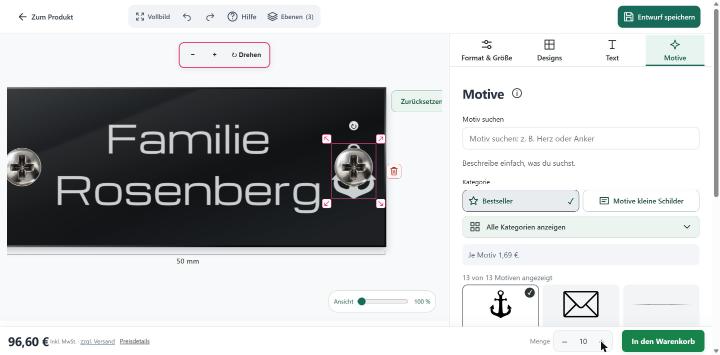 Zum Produkt
Vollbild
Hilfe
Ebenen (3)
Entwurf speichern
− + Drehen
Format & Größe
Designs
Text
Motive
Zurücksetzen
Familie
Rosenberg
50 mm
Ansicht
100 %
Motive
Motiv suchen
Motiv suchen: z. B. Herz oder Anker
Beschreibe einfach, was du suchst.
Kategorie
Bestseller
Motive kleine Schilder
Alle Kategorien anzeigen
Je Motiv 1,69 €.
13 von 13 Motiven angezeigt
96,60 € Inkl. MwSt. zzgl. Versand Preisdetails
Menge
− 10
In den Warenkorb